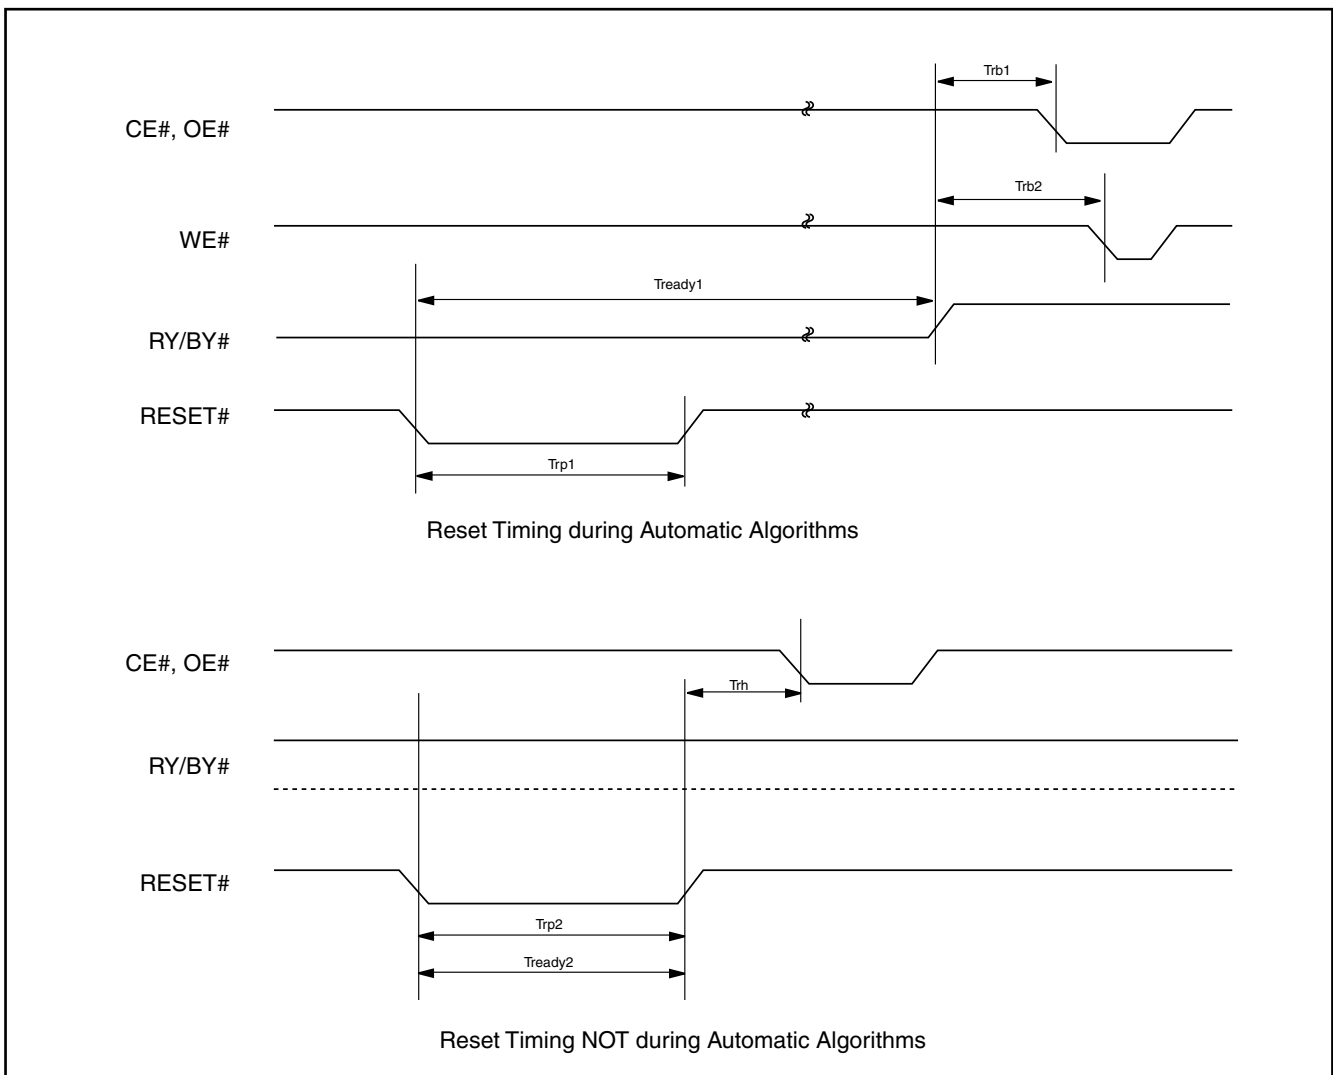 Trb1
CE#, OE#
Trb2
WE#
Tready1
RY/BY#
RESET#
Trp1
Reset Timing during Automatic Algorithms
CE#, OE#
Trh
RY/BY#
RESET#
Trp2
Tready2
Reset Timing NOT during Automatic Algorithms